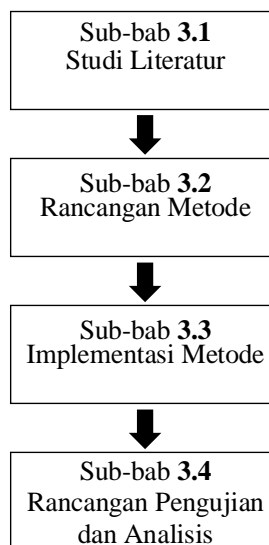 Sub-bab 3.1
Studi Literatur
Sub-bab 3.2
Rancangan Metode
Sub-bab 3.3
Implementasi Metode
Sub-bab 3.4
Rancangan Pengujian
dan Analisis